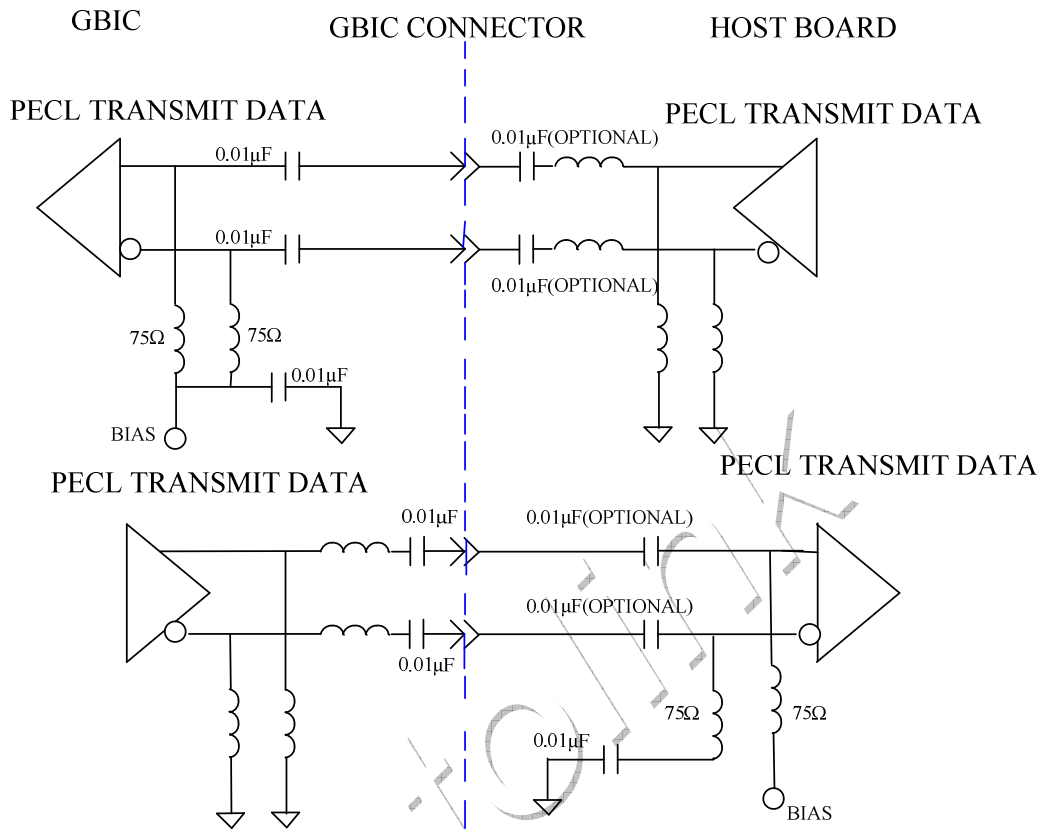 GBIC
GBIC CONNECTOR
HOST BOARD
PECL TRANSMIT DATA
PECL TRANSMIT DATA
0.01μF
0.01μF(OPTIONAL)
0.01μF
0.01μF(OPTIONAL)
75Ω
75Ω
0.01μF
BIAS
PECL TRANSMIT DATA
PECL TRANSMIT DATA
0.01μF
0.01μF(OPTIONAL)
0.01μF(OPTIONAL)
0.01μF
75Ω
75Ω
0.01μF
BIAS